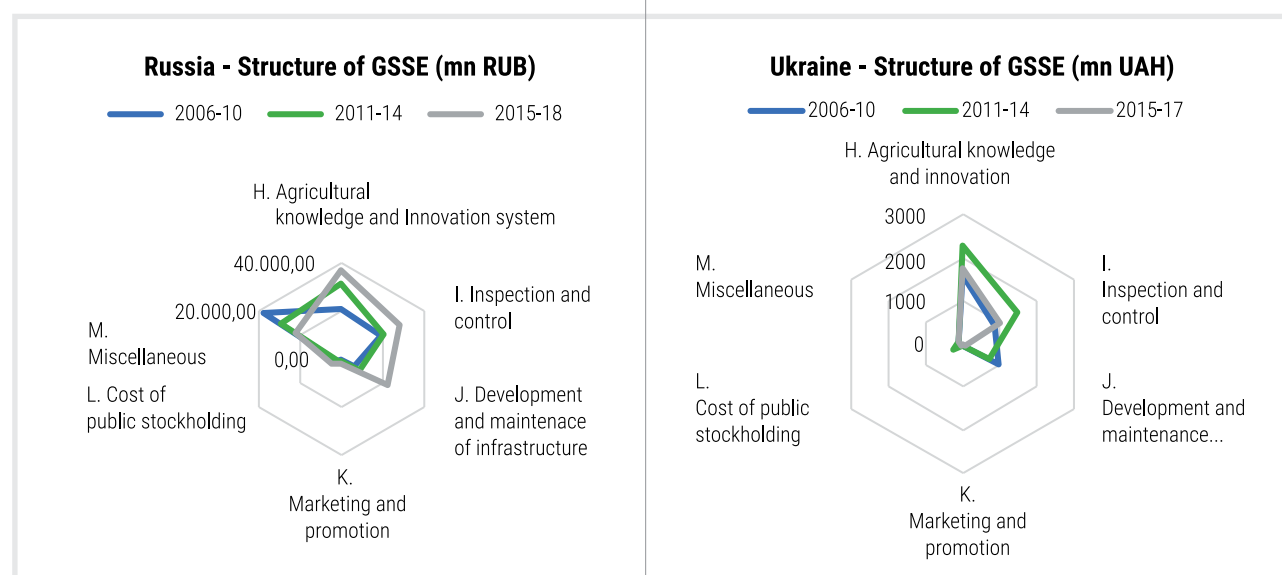 Russia - Structure of GSSE (mn RUB)
2006-10 2011-14 2015-18
H. Agricultural
knowledge and Innovation system
40.000,00
20.000,00
0,00
I. Inspection and
control
M.
Miscellaneous
L. Cost of
public stockholding
J. Development
and maintenace
of infrastructure
K.
Marketing and
promotion
Ukraine - Structure of GSSE (mn UAH)
2006-10 2011-14 2015-17
H. Agricultural knowledge
and innovation
3000
2000
1000
0
M.
Miscellaneous
I.
Inspection and
control
L.
Cost of public
stockholding
J.
Development and
maintenance...
K.
Marketing and
promotion